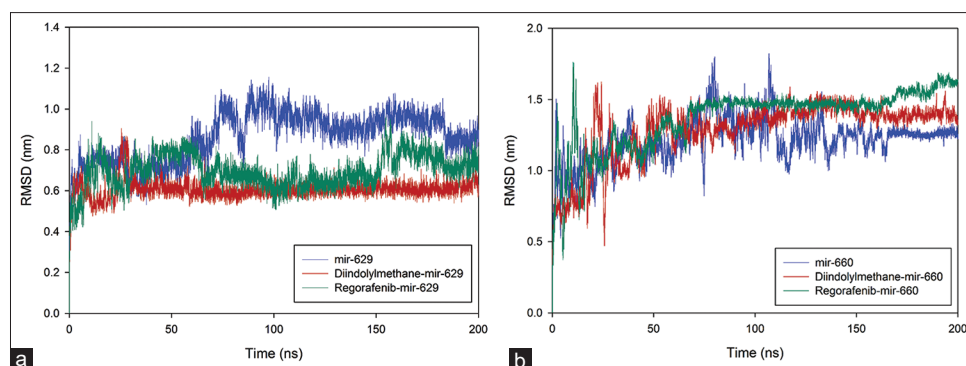 1.4
1.2
1.0
0.8
0.6
0.4
0.2
0.0
RMSD (nm)
0
50
100
150
200
Time (ns)
mir-629
Diindolylmethane-mir-629
Regorafenib-mir-629
a
2.0
1.5
1.0
0.5
0.0
RMSD (nm)
0
50
100
150
200
Time (ns)
mir-660
Diindolylmethane-mir-660
Regorafenib-mir-660
b